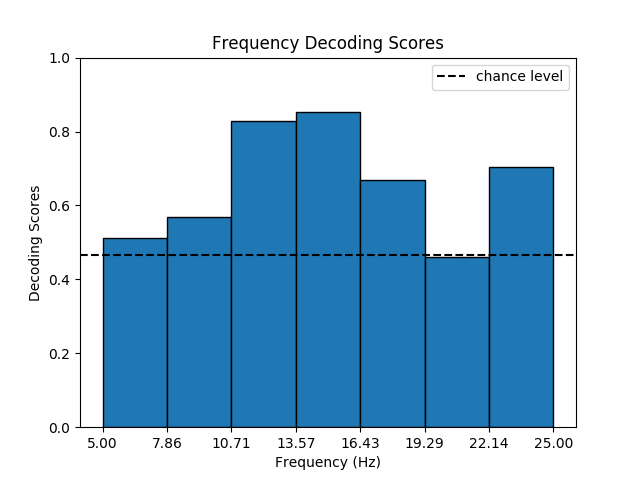 Frequency Decoding Scores
chance level
1.0
0.8
0.6
0.4
0.2
0.0
Decoding Scores
5.00 7.86 10.71 13.57 16.43 19.29 22.14 25.00
Frequency (Hz)